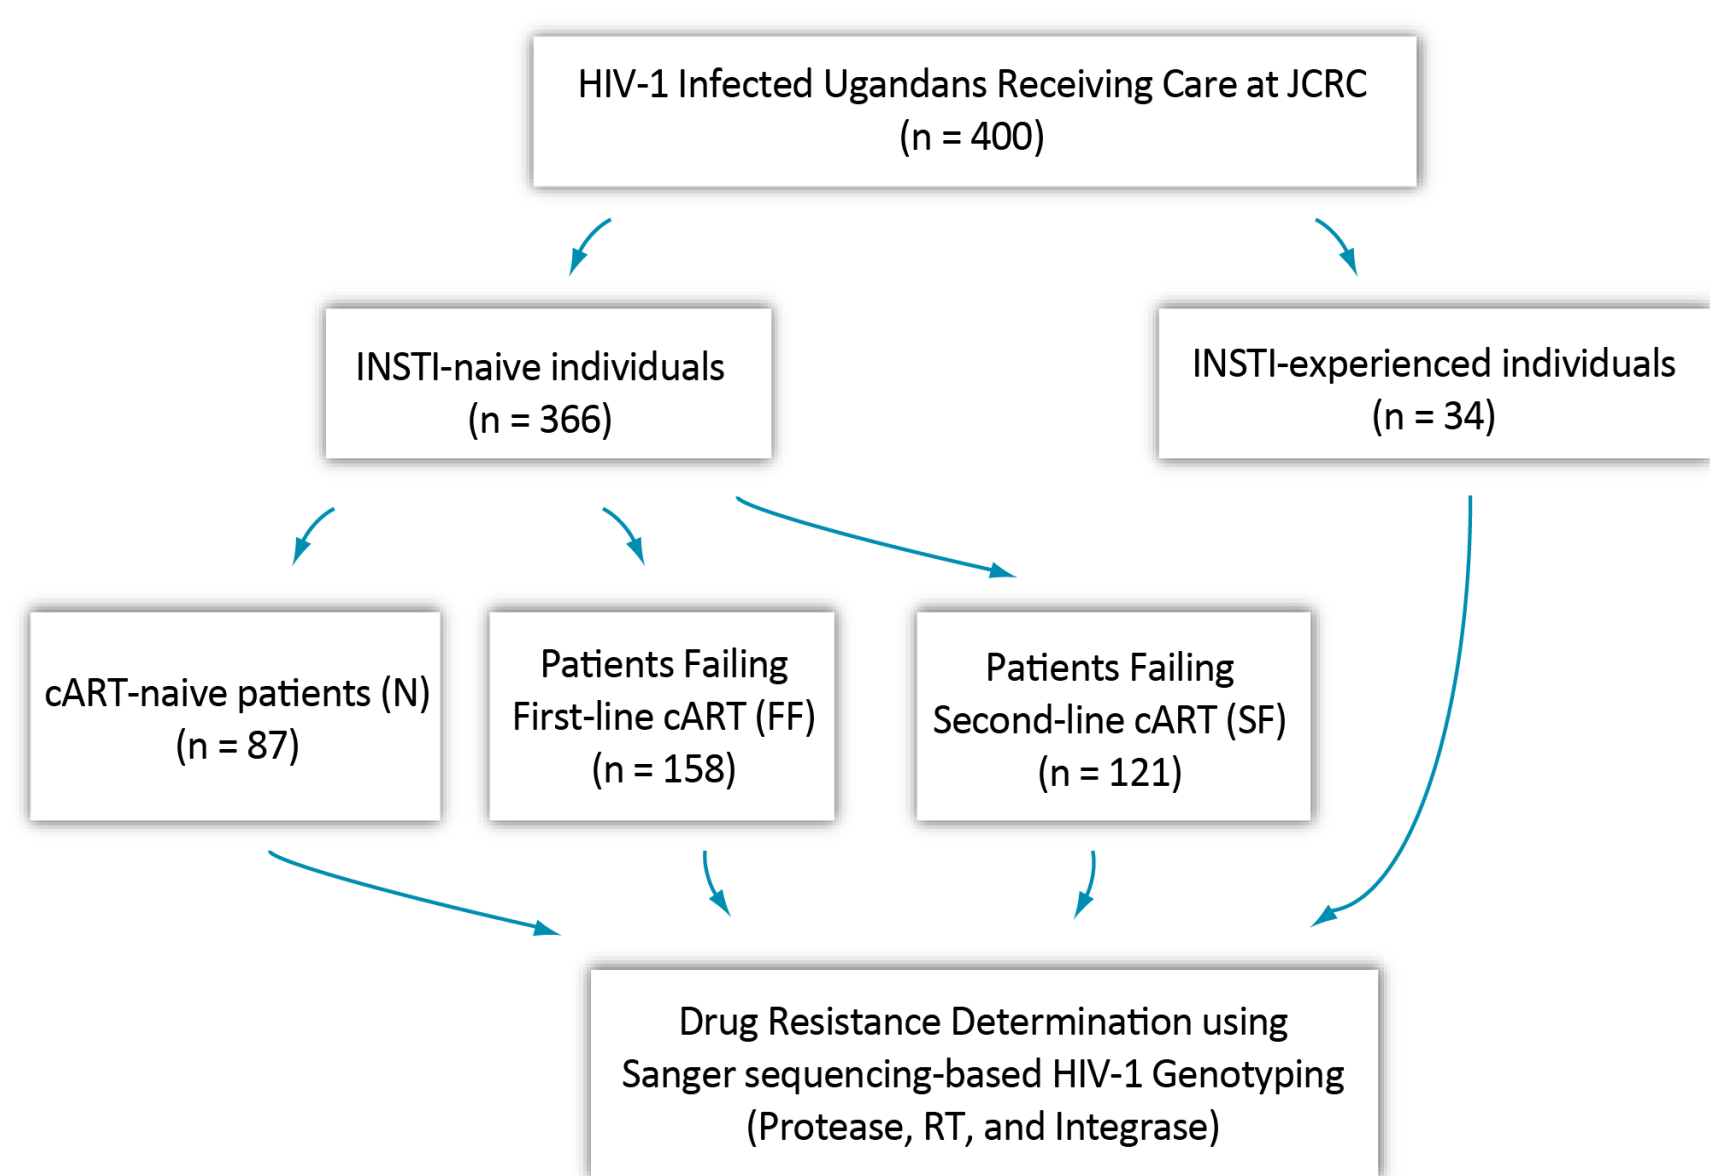 HIV-1 Infected Ugandans Receiving Care at JCRC
(n = 400)
INSTI-naive individuals
(n = 366)
INSTI-experienced individuals
(n = 34)
cART-naive patients (N)
(n = 87)
Patients Failing
First-line cART (FF)
(n = 158)
Patients Failing
Second-line cART (SF)
(n = 121)
Drug Resistance Determination using
Sanger sequencing-based HIV-1 Genotyping
(Protease, RT, and Integrase)